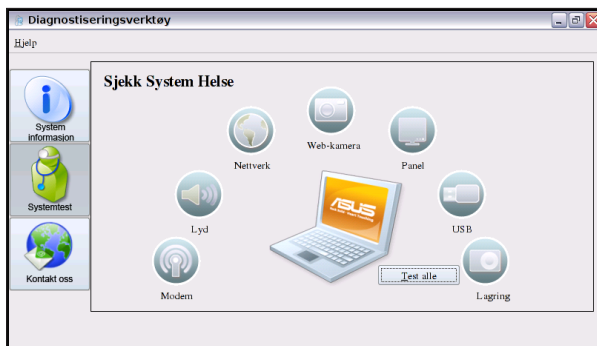 Diagnostiseringsverktøy
Hjelp
System informasjon
Systemtest
Kontakt oss
Sjekk System Helse
Web-kamera
Nettverk
Panel
Lyd
USB
Modem
Lagring
ASUS
Test alle